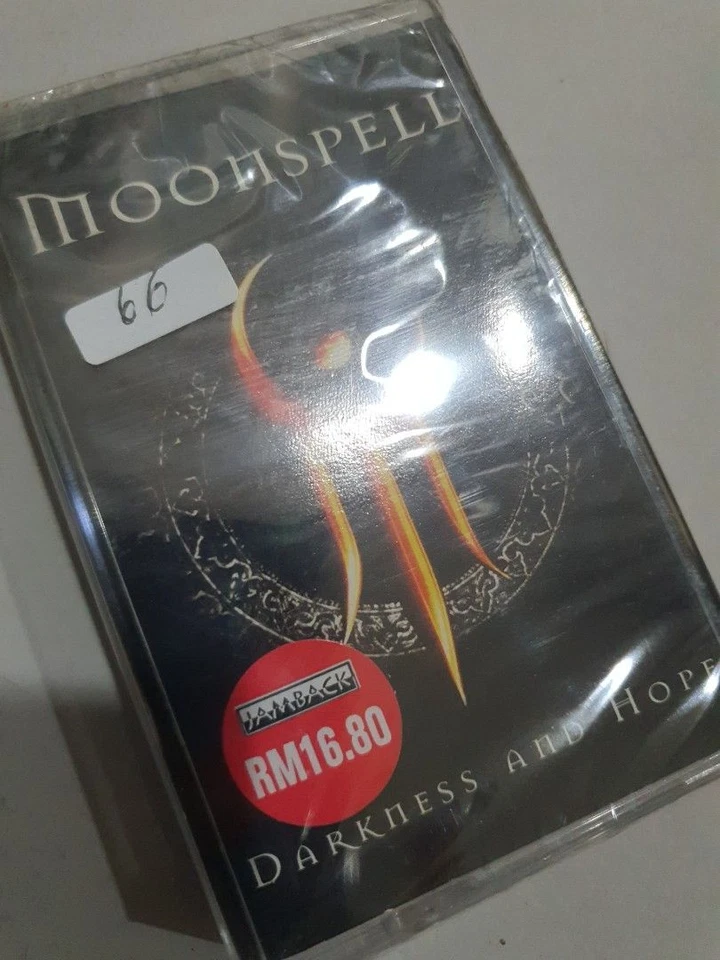 MOONSPELL
66
JAMBACK
RM16.80
DARKNESS AND HOPE